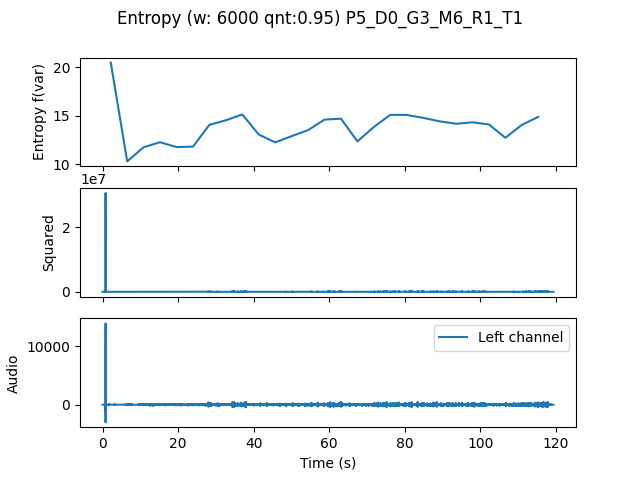 Entropy (w: 6000 qnt:0.95) P5_D0_G3_M6_R1_T1
Entropy f(var)
20
15
10
1e7
Squared
2
0
Audio
10000
0
Left channel
0 20 40 60 80 100 120
Time (s)